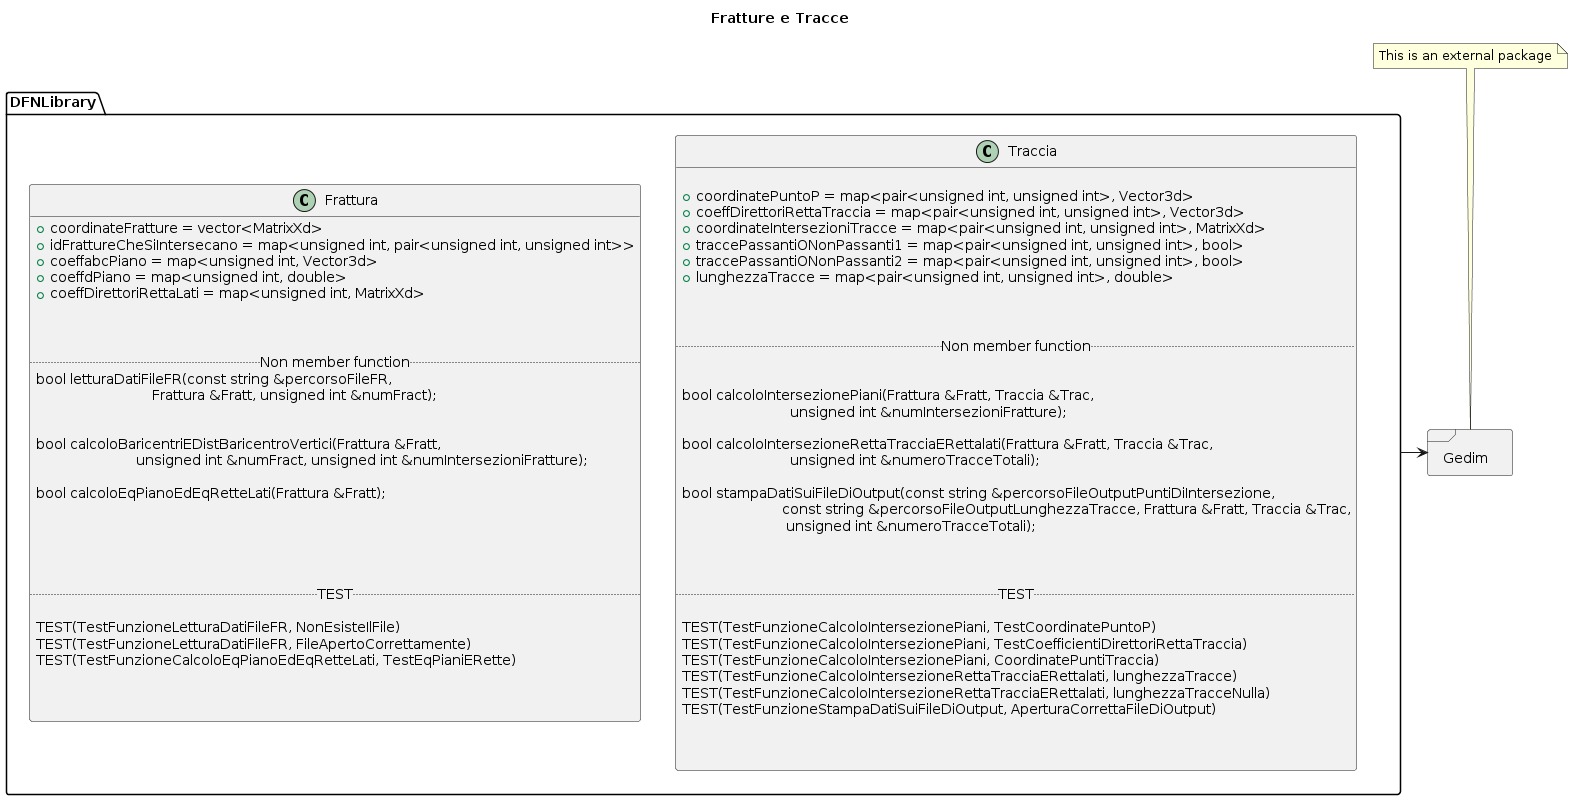 Fratture e Tracce
This is an external package
DFNLibrary
C Frattura
coordinateFratture = vector<MatrixXd>
idFrattureCheSiIntersecano = map<unsigned int, pair<unsigned int, unsigned int>>
coeffabcPiano = map<unsigned int, Vector3d>
coeffdPiano = map<unsigned int, double>
coeffDirettoriRettaLati = map<unsigned int, MatrixXd>
Non member function
bool letturaDatiFileFR(const string &percorsoFileFR,
Frattura &Fratt, unsigned int &numFract);
bool calcoloBaricentriEDistBaricentroVertici(Frattura &Fratt,
unsigned int &numFract, unsigned int &numIntersezioniFratture);
bool calcoloEqPianoEdEqRetteLati(Frattura &Fratt);
TEST
TEST(TestFunzioneLetturaDatiFileFR, NonEsisteIlFile)
TEST(TestFunzioneLetturaDatiFileFR, FileApertoCorrettamente)
TEST(TestFunzioneCalcoloEqPianoEdEqRetteLati, TestEqPianiERette)
C Traccia
coordinatePuntoP = map<pair<unsigned int, unsigned int>, Vector3d>
coeffDirettoriRettaTraccia = map<pair<unsigned int, unsigned int>, Vector3d>
coordinateIntersezioniTracce = map<pair<unsigned int, unsigned int>, MatrixXd>
traccePassantiONonPassanti1 = map<pair<unsigned int, unsigned int>, bool>
traccePassantiONonPassanti2 = map<pair<unsigned int, unsigned int>, bool>
lunghezzaTracce = map<pair<unsigned int, unsigned int>, double>
Non member function
bool calcoloIntersezionePiani(Frattura &Fratt, Traccia &Trac,
unsigned int &numIntersezioniFratture);
bool calcoloIntersezioneRettaTracciaERettalati(Frattura &Fratt, Traccia &Trac,
unsigned int &numeroTracceTotali);
bool stampaDatiSuiFileDiOutput(const string &percorsoFileOutputPuntiDiIntersezione,
const string &percorsoFileOutputLunghezzaTracce, Frattura &Fratt, Traccia &Trac,
unsigned int &numeroTracceTotali);
TEST
TEST(TestFunzioneCalcoloIntersezionePiani, TestCoordinatePuntoP)
TEST(TestFunzioneCalcoloIntersezionePiani, TestCoefficientiDirettoriRettaTraccia)
TEST(TestFunzioneCalcoloIntersezionePiani, CoordinatePuntiTraccia)
TEST(TestFunzioneCalcoloIntersezioneRettaTracciaERettalati, lunghezzaTracce)
TEST(TestFunzioneCalcoloIntersezioneRettaTracciaERettalati, lunghezzaTracceNulla)
TEST(TestFunzioneStampaDatiSuiFileDiOutput, AperturaCorrettaFileDiOutput)
Gedim